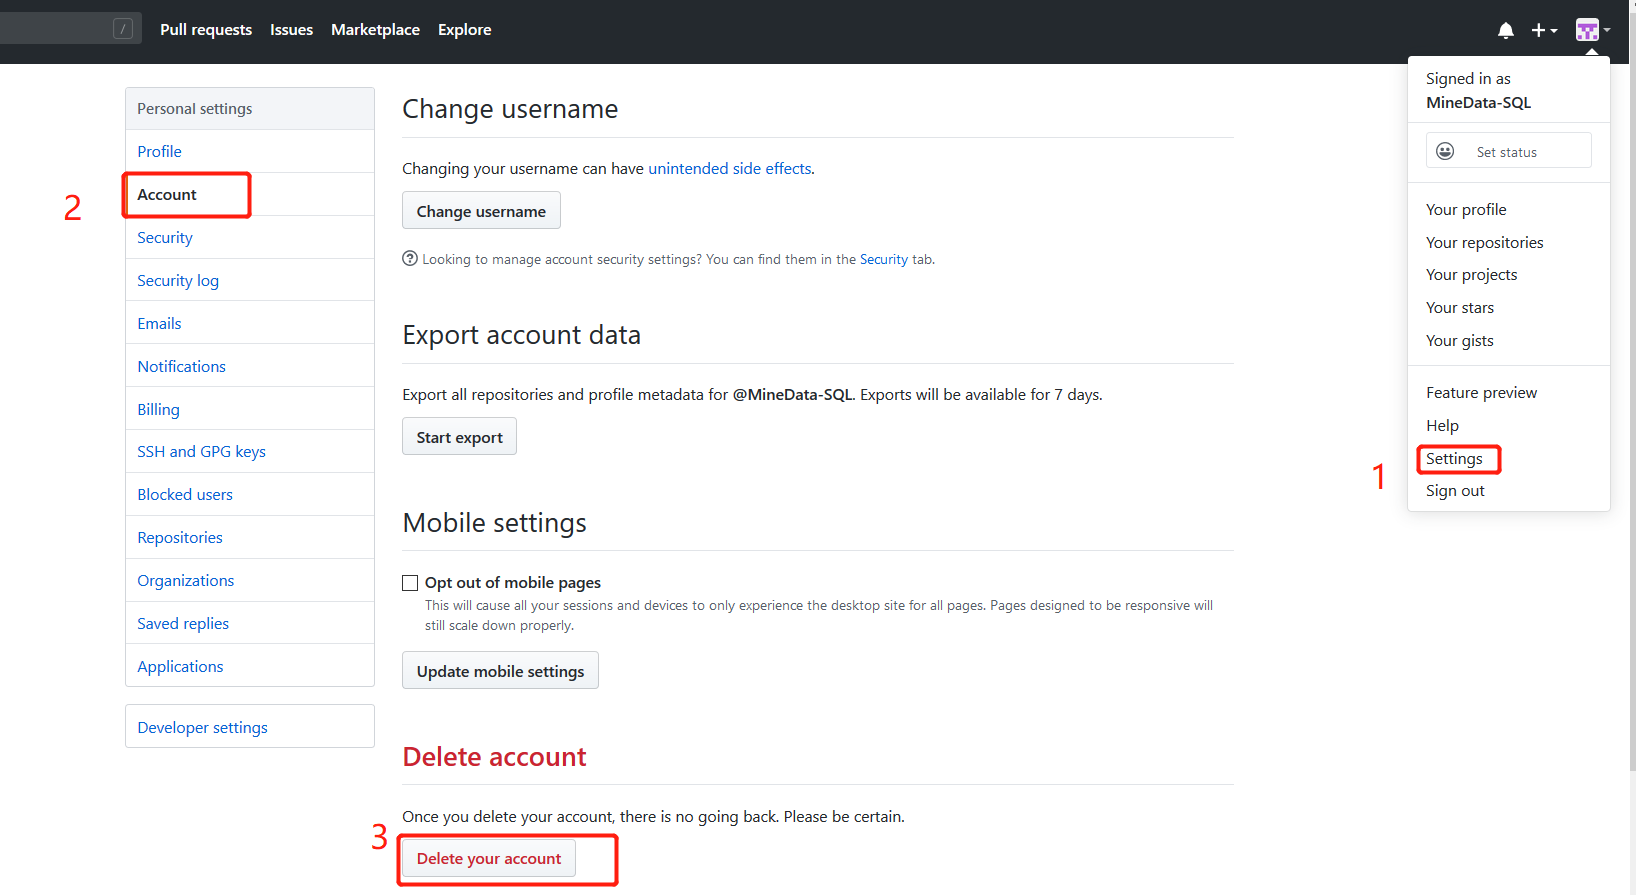 /
Pull requests
Issues
Marketplace
Explore
Signed in as
MineData-SQL
Set status
Your profile
Your repositories
Your projects
Your stars
Your gists
Feature preview
Help
1
Settings
Sign out
Personal settings
Profile
2
Account
Security
Security log
Emails
Notifications
Billing
SSH and GPG keys
Blocked users
Repositories
Organizations
Saved replies
Applications
Developer settings
Change username
Changing your username can have unintended side effects.
Change username
? Looking to manage account security settings? You can find them in the Security tab.
Export account data
Export all repositories and profile metadata for @MineData-SQL. Exports will be available for 7 days.
Start export
Mobile settings
Opt out of mobile pages
This will cause all your sessions and devices to only experience the desktop site for all pages. Pages designed to be responsive will
still scale down properly.
Update mobile settings
Delete account
Once you delete your account, there is no going back. Please be certain.
3
Delete your account